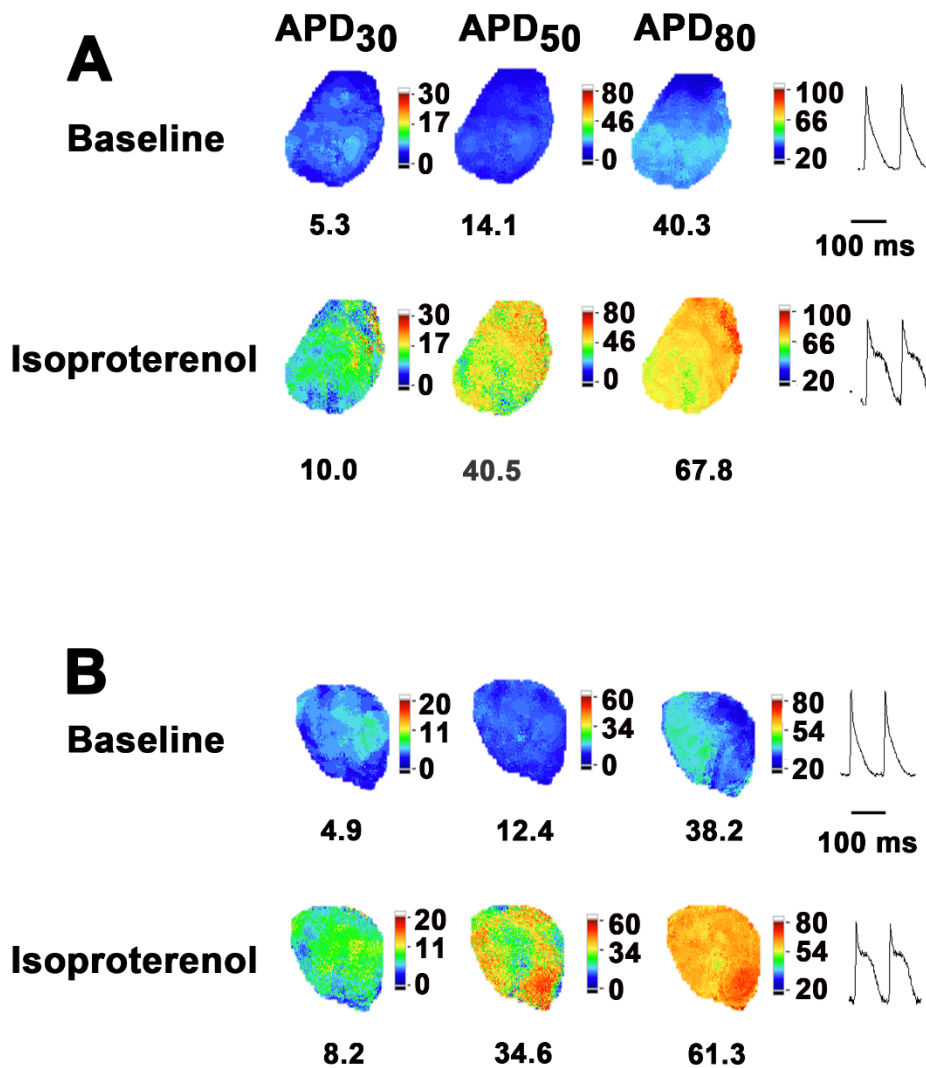 APD30 APD50 APD80
A
Baseline
30 17 0
80 46 0
100 66 20
5.3 14.1 40.3
100 ms
Isoproterenol
30 17 0
80 46 0
100 66 20
10.0 40.5 67.8
B
Baseline
20 11 0
60 34 0
80 54 20
4.9 12.4 38.2
100 ms
Isoproterenol
20 11 0
60 34 0
80 54 20
8.2 34.6 61.3